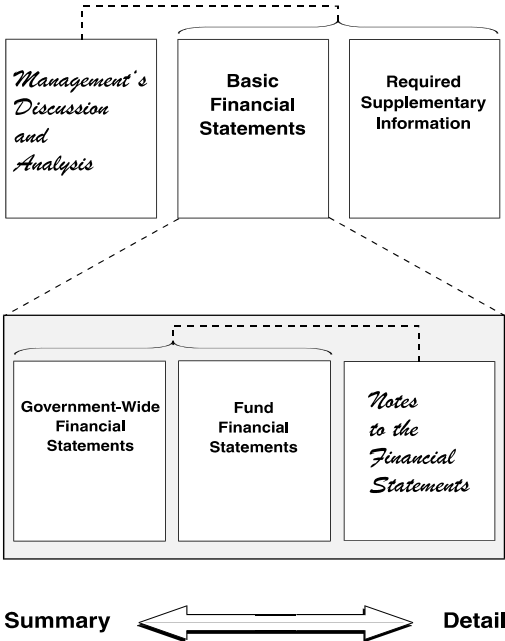 Management's
Discussion
and
Analysis
Basic
Financial
Statements
Required
Supplementary
Information
Government-Wide
Financial
Statements
Fund
Financial
Statements
Notes
to the
Financial
Statements
Summary
Detail